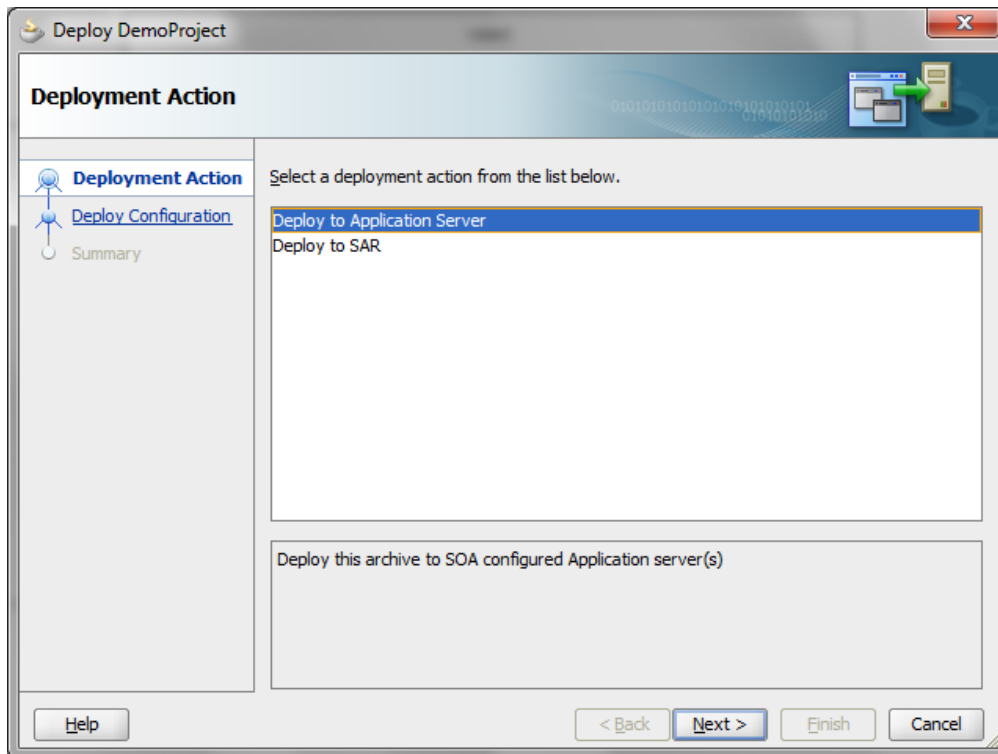 Deploy DemoProject
Deployment Action
Deployment Action
Deploy Configuration
Summary
Select a deployment action from the list below.
Deploy to Application Server
Deploy to SAR
Deploy this archive to SOA configured Application server(s)
Help
< Back
Next >
Finish
Cancel